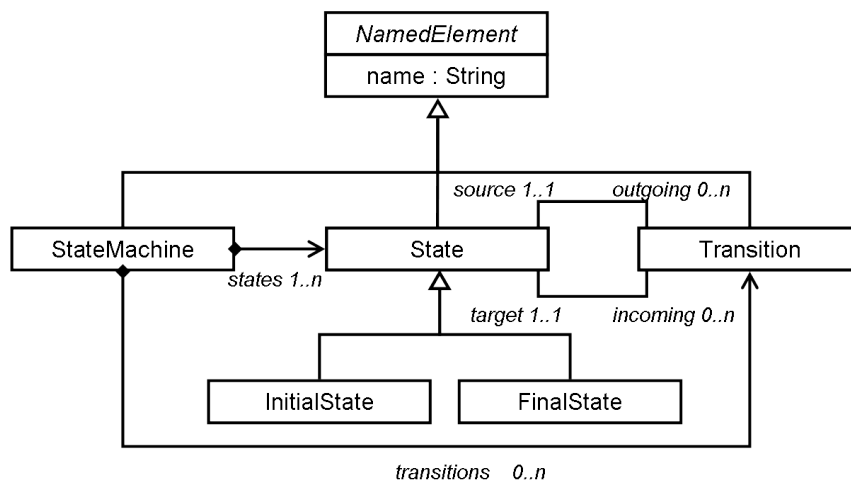 NamedElement
name : String
source 1..1 outgoing 0..n
StateMachine State Transition
states 1..n
target 1..1 incoming 0..n
InitialState FinalState
transitions 0..n